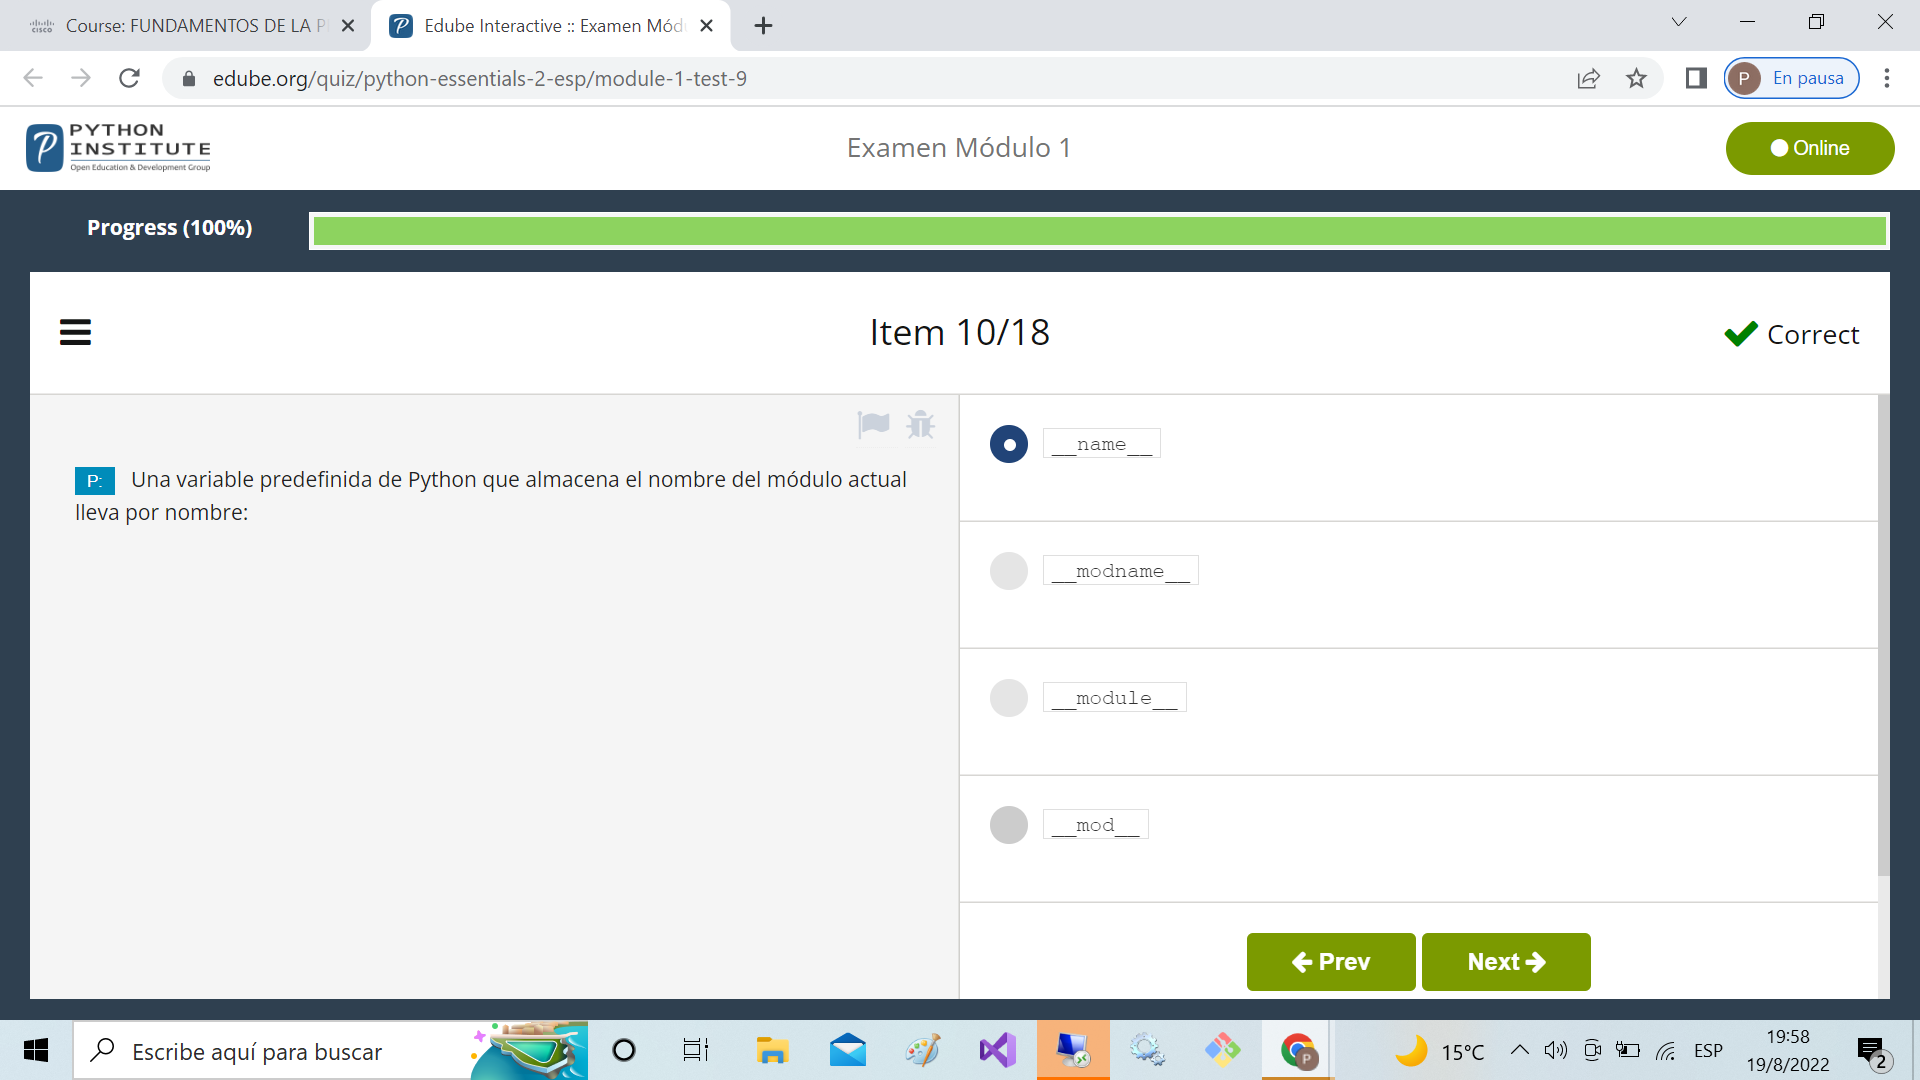 Course: FUNDAMENTOS DE LA P
Edube Interactive :: Examen Mód
edube.org/quiz/python-essentials-2-esp/module-1-test-9
P
En pausa
PYTHON
INSTITUTE
Open Education & Development Group
Examen Módulo 1
Online
Progress (100%)
Item 10/18
Correct
P: Una variable predefinida de Python que almacena el nombre del módulo actual
lleva por nombre:
__name__
__modname__
__module__
__mod__
Prev
Next
Escribe aquí para buscar
P
15°C
ESP
19:58
19/8/2022
2